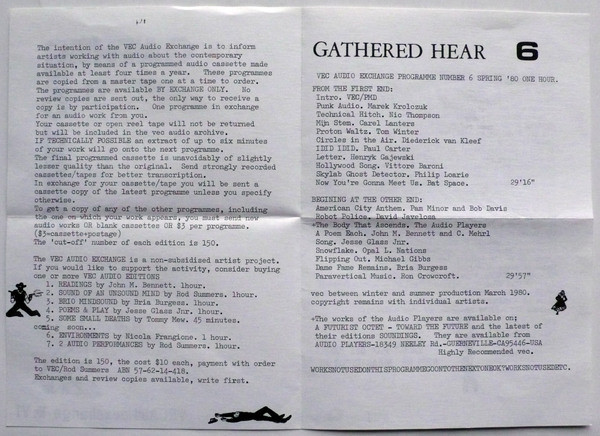 The intention of the VEC Audio Exchange is to inform
artists working with audio about the contemporary
situation, by means of a programmed audio cassette made
available at least four times a year. These programmes
are copied from a master tape one at a time to order.
The programmes are available BY EXCHANGE ONLY. No
review copies are sent out, the only way to receive a
copy is by participation. One programme in exchange
for an audio work from you.
Your cassette or open reel tape will not be returned
but will be included in the vec audio archive.
IF TECHNICALLY POSSIBLE an extract of up to six minutes
of your work will go onto the next programme.
The final programmed cassette is unavoidably of slightly
lesser quality than the original. Send strongly recorded
cassettes/tapes for better transcription.
In exchange for your cassette/tape you will be sent a
cassette copy of the latest programme unless you specify
otherwise.
To get a copy of any of the other programmes, including
the one on which your work appears, you must send new
audio works OR blank cassettes OR $3 per programme.
($3=cassette+postage)
The 'out-off' number of each edition is 150.
The VEC AUDIO EXCHANGE is a non-subsidised artist project.
If you would like to support the activity, consider buying
one or more VEC AUDIO EDITIONS
1. READINGS by John M. Bennett. 1hour.
2. SOUND OF AN UNSOUND MIND by Rod Summers. 1hour.
3. BRIO MINDSOUND by Bria Burgess. 1hour.
4. POEMS & PLAY by Jesse Glass Jnr. 1hour.
5. SOME SMALL DEATHS by Tommy Mew. 45 minutes.
coming soon...
6. ENVIRONMENTS by Nicola Frangione. 1 hour.
7. 2 AUDIO PERFORMANCES by Rod Summers. 1hour.
The edition is 150, the cost $10 each, payment with order
to VEC/Rod Summers ABN 57-62-14-418.
Exchanges and review copies available, write first.
GATHERED HEAR 6
VEC AUDIO EXCHANGE PROGRAMME NUMBER 6 SPRING '80 ONE HOUR.
FROM THE FIRST END:
Intro. VEC/PMD
Punk Audio. Marek Krolczuk
Technical Hitch. Nic Thompson
Mijn Stem. Carel Lanters
Proton Waltz. Tom Winter
Circles in the Air. Diederick van Kleef
IDID IDID. Paul Carter
Letter. Henryk Gajewski
Hollywood Song. Vittore Baroni
Skylab Ghost Detector. Philip Loarie
Now You're Gonna Meet Us. Bat Space. 29'16"
BEGINING AT THE OTHER END:
American City Anthem. Pam Minor and Bob Davis
Robot Police. David Javelosa
+The Body That Ascends. The Audio Players
A Poem Each. John M. Bennett and C. Mehrl
Song. Jesse Glass Jnr.
Snowflake. Opal L. Nations
Flipping Out. Michael Gibbs
Dame Fame Remains. Bria Burgess
Paravertical Music. Ron Crowcroft. 29'57"
vec between winter and summer production March 1980.
copyright remains with individual artists.
+The works of the Audio Players are available on;
A FUTURIST OCTET - TOWARD THE FUTURE and the latest of
their editions SOUNDINGS. They are available from
AUDIO PLAYERS-18349 NEELEY RD.-GUERNEVILLE-CA95446-USA
Highly Recommended vec.
WORKSNOTUSEDONTHISPROGRAMMEGOONTOTHENEXTONEOK?WORKSNOTUSEDETC.